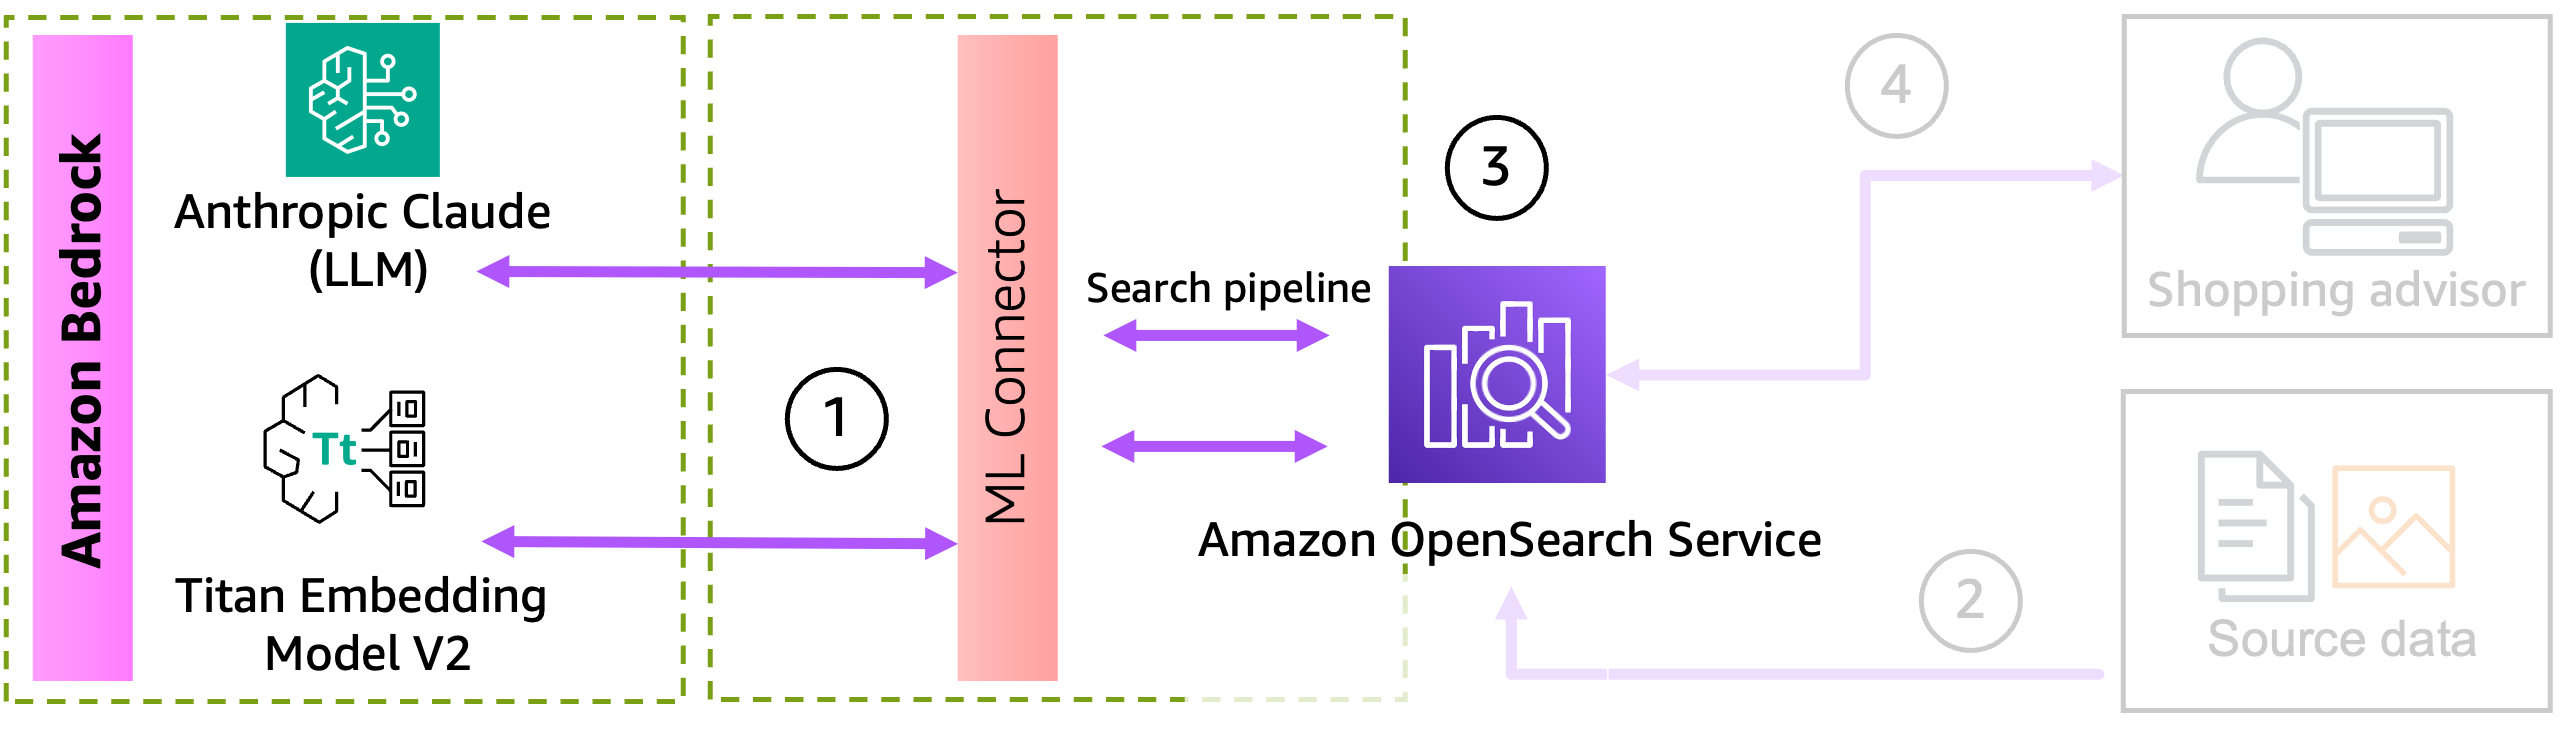 Amazon Bedrock
Anthropic Claude
(LLM)
Tt
Titan Embedding
Model V2
1
ML Connector
Search pipeline
3
Amazon OpenSearch Service
4
Shopping advisor
2
Source data